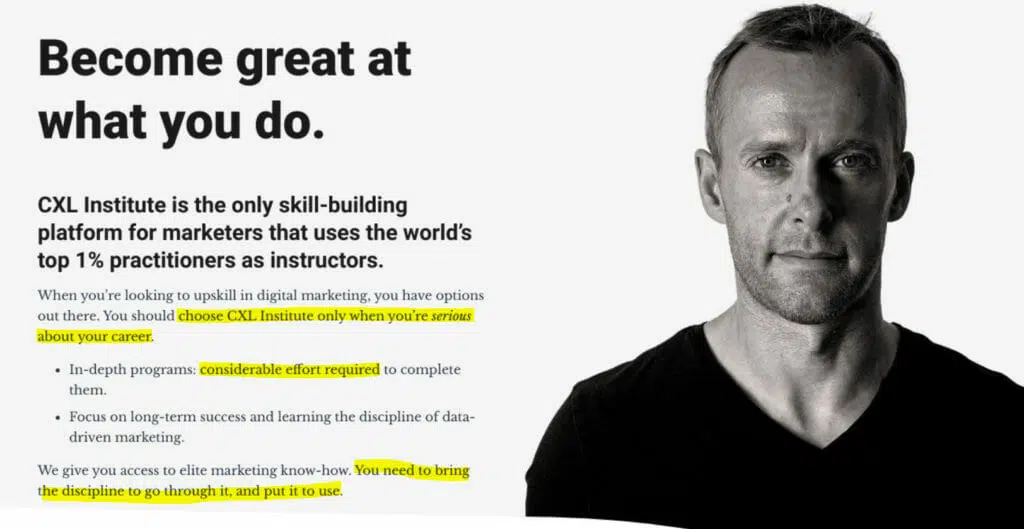 Become great at
what you do.
CXL Institute is the only skill-building
platform for marketers that uses the world’s
top 1% practitioners as instructors.
When you’re looking to upskill in digital marketing, you have options
out there. You should choose CXL Institute only when you’re serious
about your career.
• In-depth programs: considerable effort required to complete
them.
• Focus on long-term success and learning the discipline of data-
driven marketing.
We give you access to elite marketing know-how. You need to bring
the discipline to go through it, and put it to use.